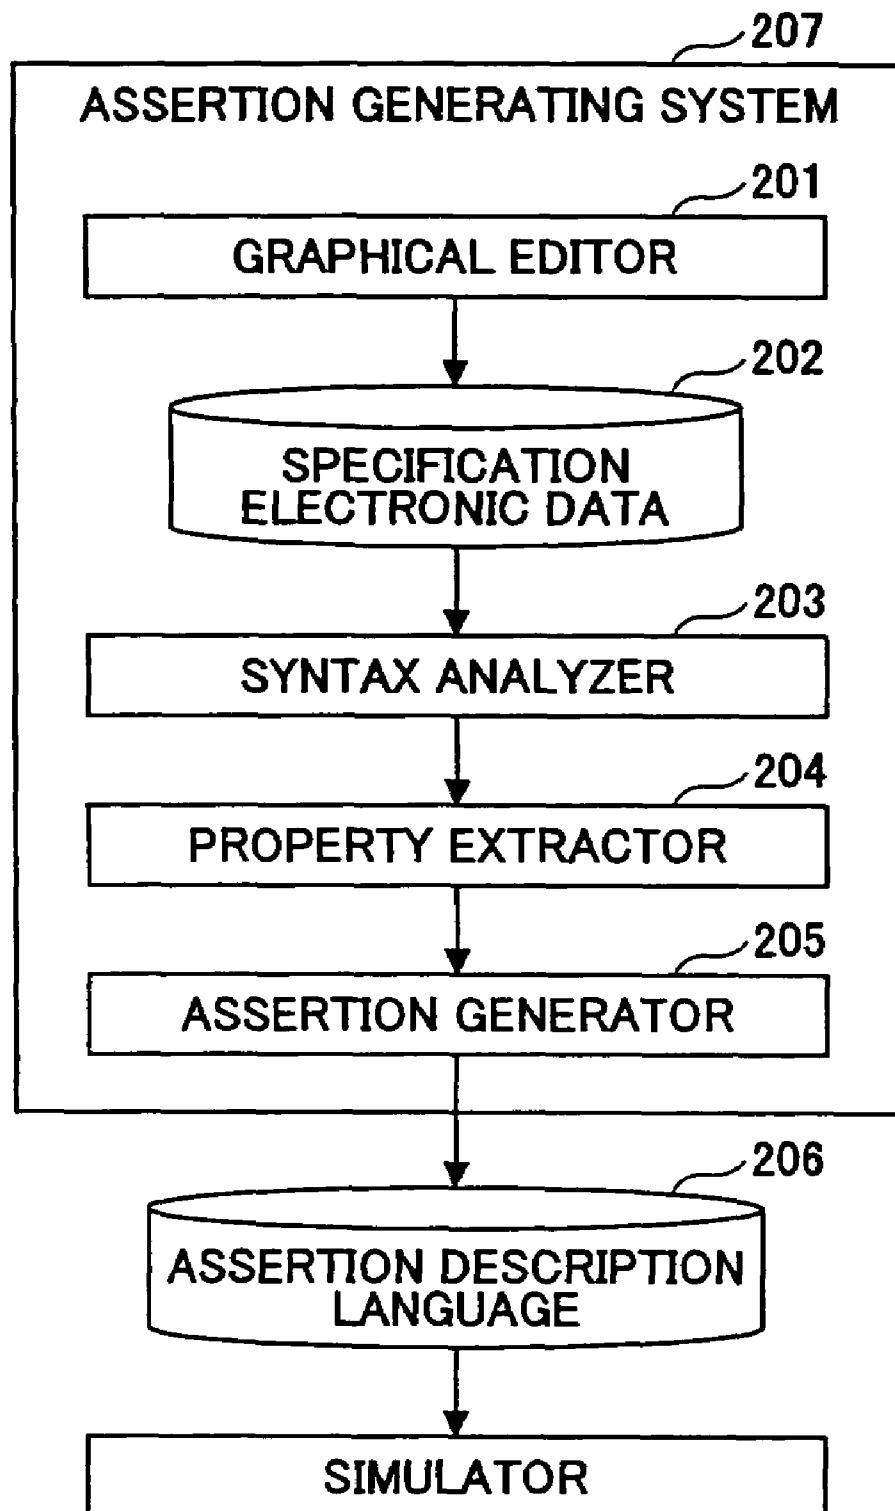 207
ASSERTION GENERATING SYSTEM
201
GRAPHICAL EDITOR
202
SPECIFICATION
ELECTRONIC DATA
203
SYNTAX ANALYZER
204
PROPERTY EXTRACTOR
205
ASSERTION GENERATOR
206
ASSERTION DESCRIPTION
LANGUAGE
SIMULATOR